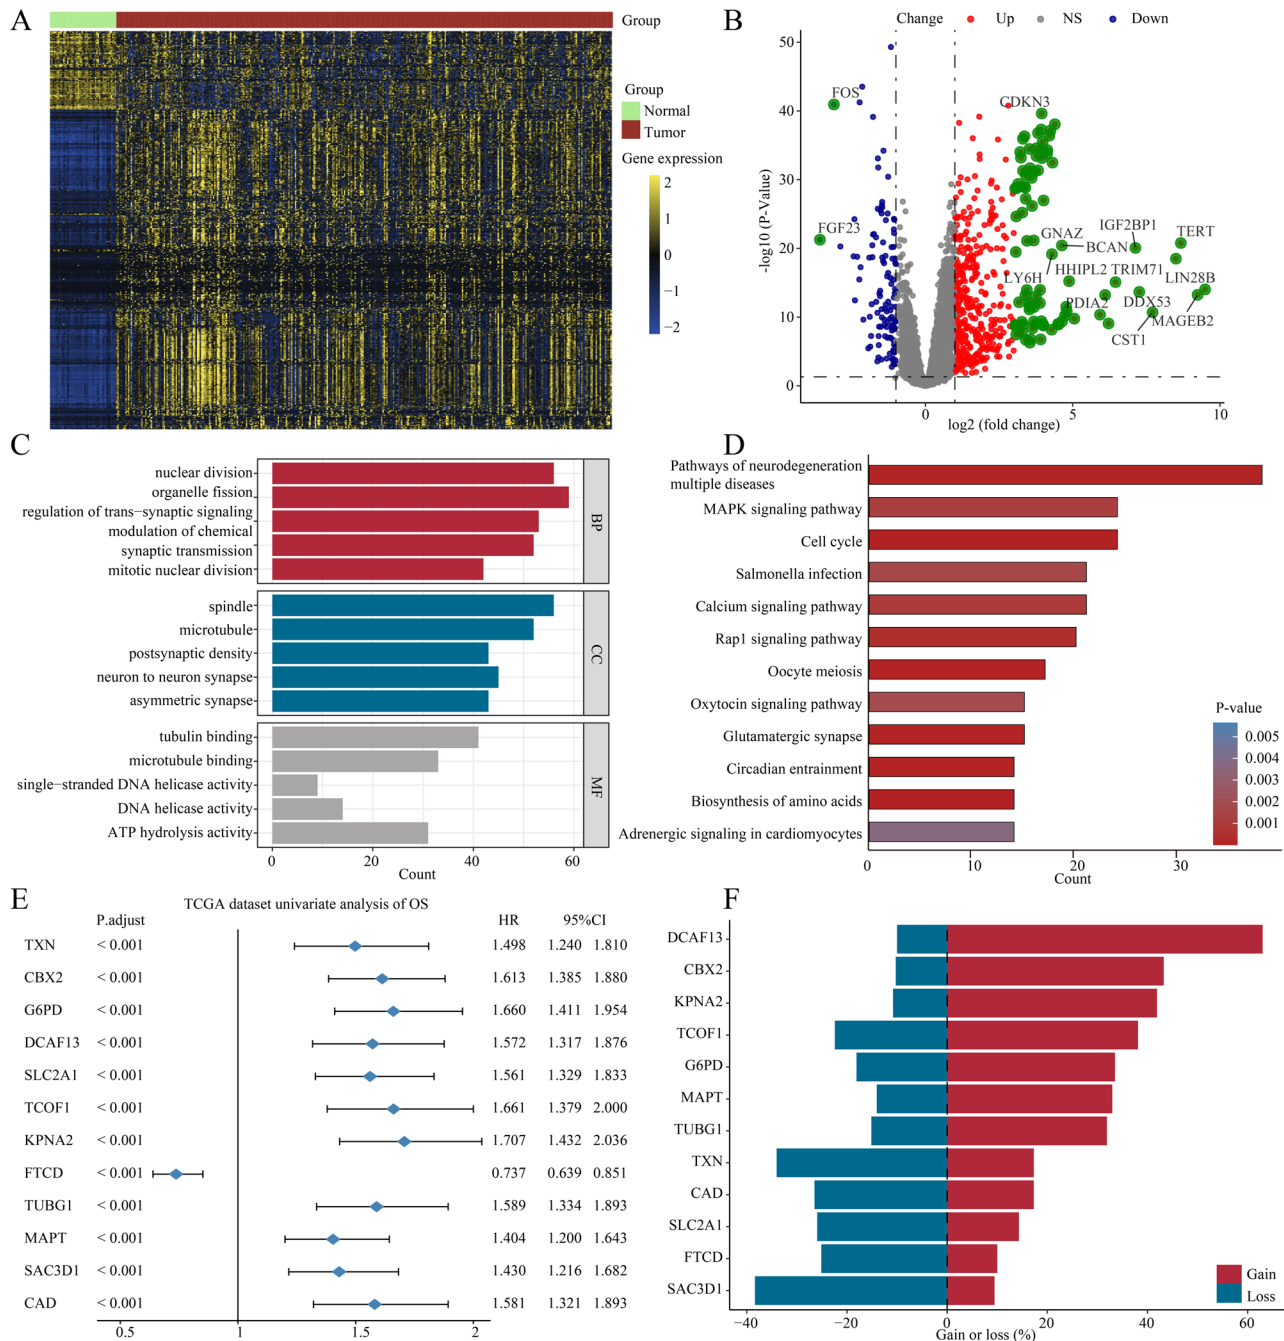 A
Group
Group
Normal
Tumor
Gene expression
2
1
0
−1
−2
B
Change
Up
NS
Down
-log10 (P-Value)
50
40
30
20
10
0
FOS
FGF23
CDKN3
GNAZ
BCAN
IGF2BP1
TERT
LY6H
HHIPL2
TRIM71
LIN28B
PDIA2
DDX53
MAGEB2
CST1
0
5
10
log2 (fold change)
C
nuclear division
organelle fission
regulation of trans−synaptic signaling
modulation of chemical
synaptic transmission
mitotic nuclear division
BP
spindle
microtubule
postsynaptic density
neuron to neuron synapse
asymmetric synapse
CC
tubulin binding
microtubule binding
single−stranded DNA helicase activity
DNA helicase activity
ATP hydrolysis activity
MF
0
20
40
60
Count
D
Pathways of neurodegeneration
multiple diseases
MAPK signaling pathway
Cell cycle
Salmonella infection
Calcium signaling pathway
Rap1 signaling pathway
Oocyte meiosis
Oxytocin signaling pathway
Glutamatergic synapse
Circadian entrainment
Biosynthesis of amino acids
Adrenergic signaling in cardiomyocytes
P-value
0.005
0.004
0.003
0.002
0.001
0
10
20
30
Count
E
TCGA dataset univariate analysis of OS
P.adjust HR 95%CI
TXN < 0.001 1.498 1.240 1.810
CBX2 < 0.001 1.613 1.385 1.880
G6PD < 0.001 1.660 1.411 1.954
DCAF13 < 0.001 1.572 1.317 1.876
SLC2A1 < 0.001 1.561 1.329 1.833
TCOF1 < 0.001 1.661 1.379 2.000
KPNA2 < 0.001 1.707 1.432 2.036
FTCD < 0.001 0.737 0.639 0.851
TUBG1 < 0.001 1.589 1.334 1.893
MAPT < 0.001 1.404 1.200 1.643
SAC3D1 < 0.001 1.430 1.216 1.682
CAD < 0.001 1.581 1.321 1.893
0.5
1
1.5
2
F
DCAF13
CBX2
KPNA2
TCOF1
G6PD
MAPT
TUBG1
TXN
CAD
SLC2A1
FTCD
SAC3D1
Gain
Loss
−40
−20
0
20
40
60
Gain or loss (%)